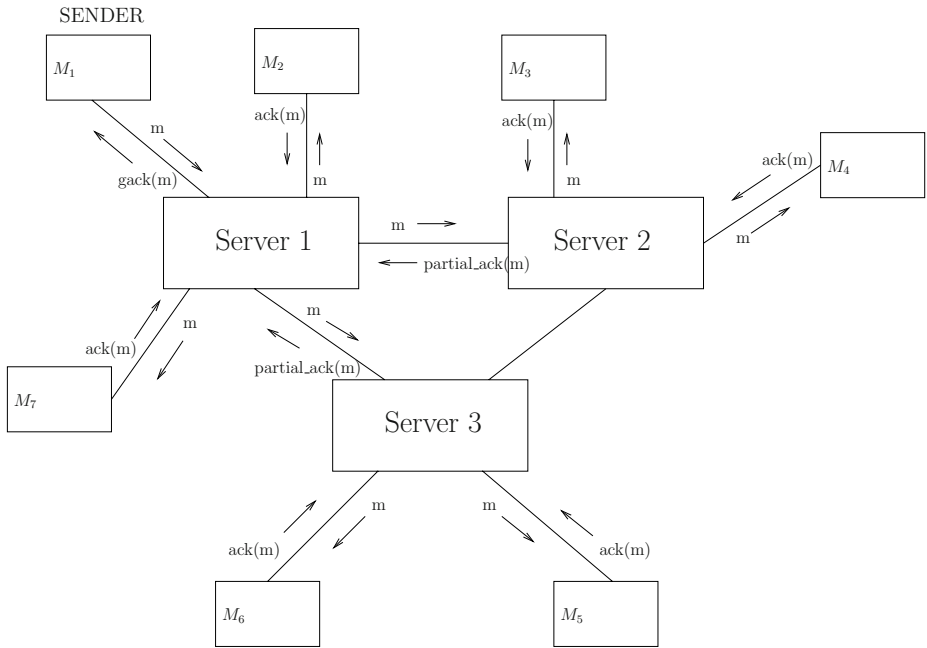 SENDER
M1
M2
M3
M4
m
gack(m)
ack(m)
m
ack(m)
m
ack(m)
m
Server 1
m
partial_ack(m)
Server 2
m
partial_ack(m)
ack(m)
m
M7
Server 3
ack(m)
m
m
ack(m)
M6
M5